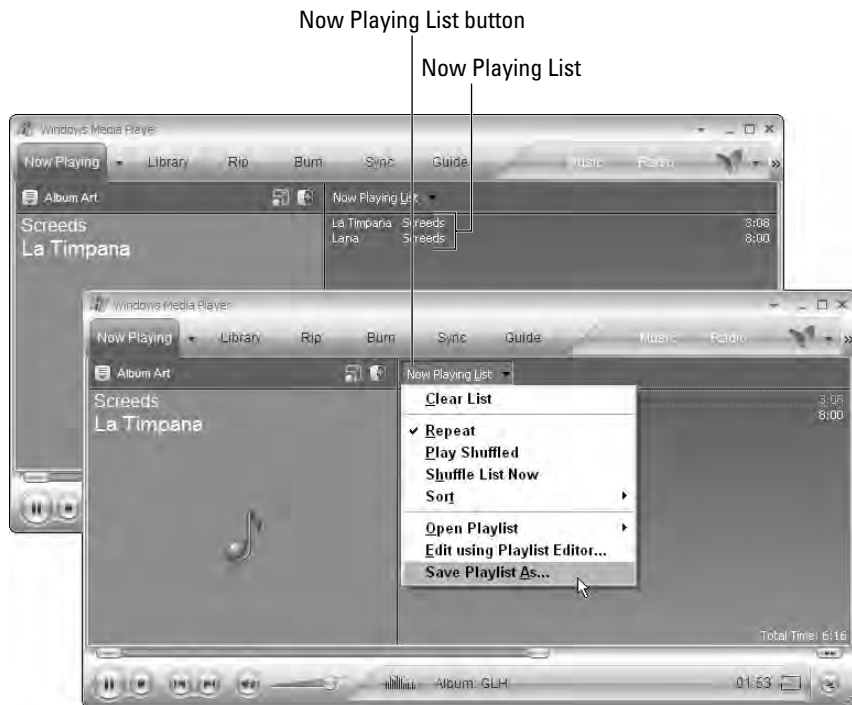 Now Playing List button
Now Playing List
Windows Media Player
Now Playing Library Rip Burn Sync Guide Music Radio
Album Art
Now Playing List
Screeds
La Timpana
La Timpana Screeds 3:08
Lana Screeds 8:00
Windows Media Player
Now Playing Library Rip Burn Sync Guide Music Radio
Album Art
Now Playing List
Screeds
La Timpana
3:08
8:00
Clear List
Repeat
Play Shuffled
Shuffle List Now
Sort
Open Playlist
Edit using Playlist Editor...
Save Playlist As...
Total Time: 6:16
Album: GLH
01:53